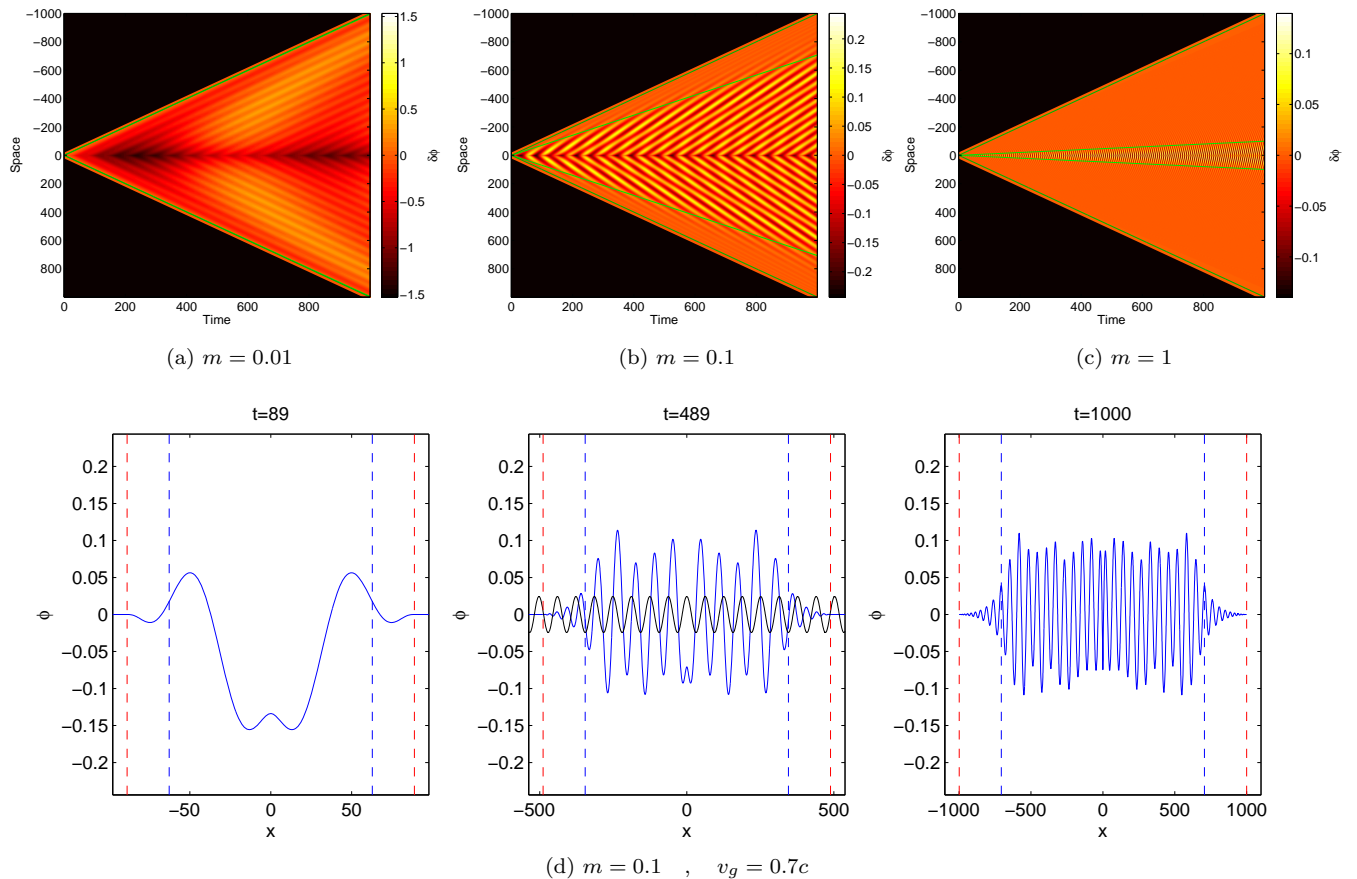 −1000
−800
−600
−400
−200
0
200
400
600
800
Space
0 200 400 600 800
Time
1.5
1
0.5
0
−0.5
−1
−1.5
δϕ
(a) m = 0.01
−1000
−800
−600
−400
−200
0
200
400
600
800
Space
0 200 400 600 800
Time
0.2
0.15
0.1
0.05
0
−0.05
−0.1
−0.15
−0.2
δϕ
(b) m = 0.1
−1000
−800
−600
−400
−200
0
200
400
600
800
Space
0 200 400 600 800
Time
0.1
0.05
0
−0.05
−0.1
δϕ
(c) m = 1
t=89
0.2
0.15
0.1
0.05
0
−0.05
−0.1
−0.15
−0.2
ϕ
−50 0 50
x
t=489
0.2
0.15
0.1
0.05
0
−0.05
−0.1
−0.15
−0.2
ϕ
−500 0 500
x
t=1000
0.2
0.15
0.1
0.05
0
−0.05
−0.1
−0.15
−0.2
ϕ
−1000 −500 0 500 1000
x
(d) m = 0.1 , v_g = 0.7c